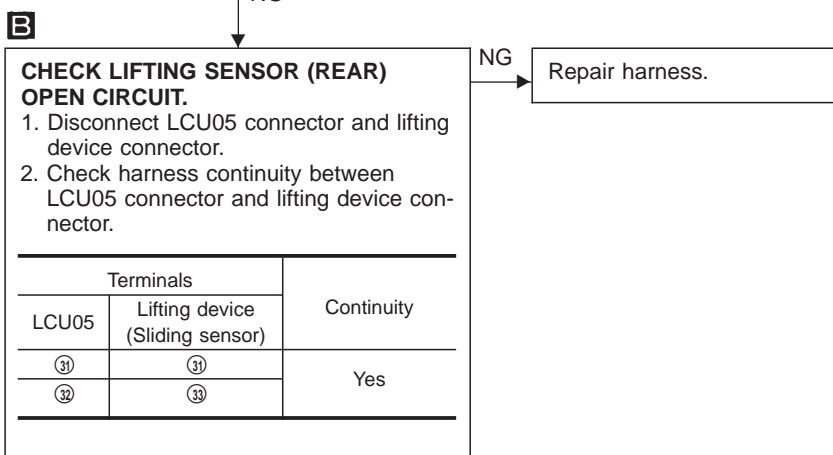 B
CHECK LIFTING SENSOR (REAR)
OPEN CIRCUIT.
1. Disconnect LCU05 connector and lifting
device connector.
2. Check harness continuity between
LCU05 connector and lifting device con-
nector.
NG
Repair harness.
Terminals
Continuity
LCU05
Lifting device
(Sliding sensor)
㉛ ㉛
Yes
㉜ ㉝